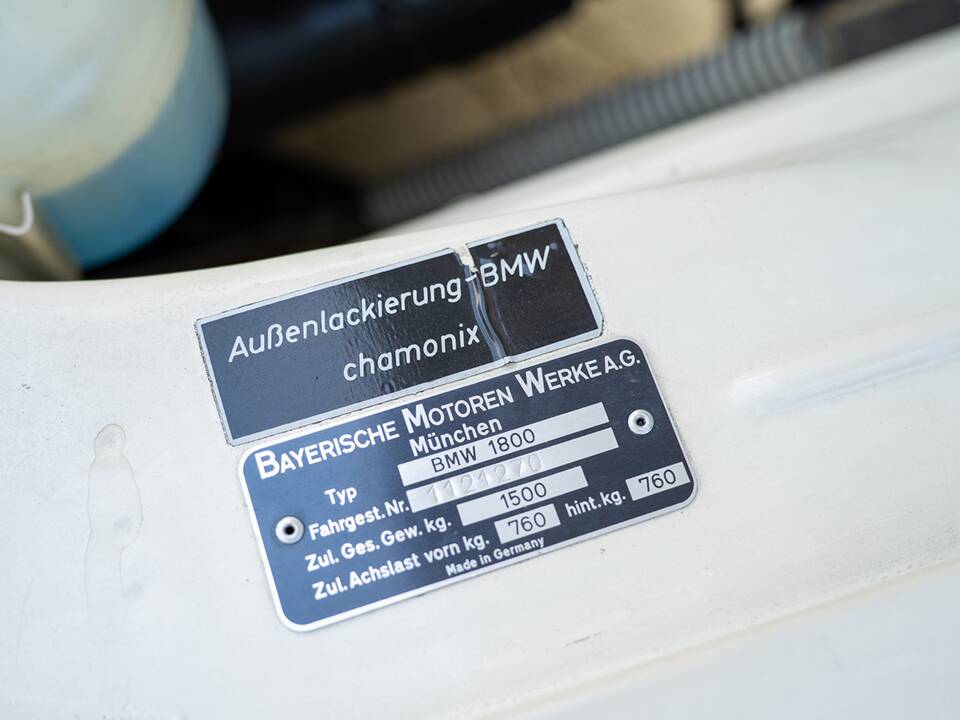 Außenlackierung-BMW
chamonix
BAYERISCHE MOTOREN WERKE A.G.
München
Typ BMW 1800
Fahrgest. Nr. 1121270
Zul. Ges. Gew. kg. 1500
Zul. Achslast vorn kg. 760 hint. kg. 760
Made in Germany